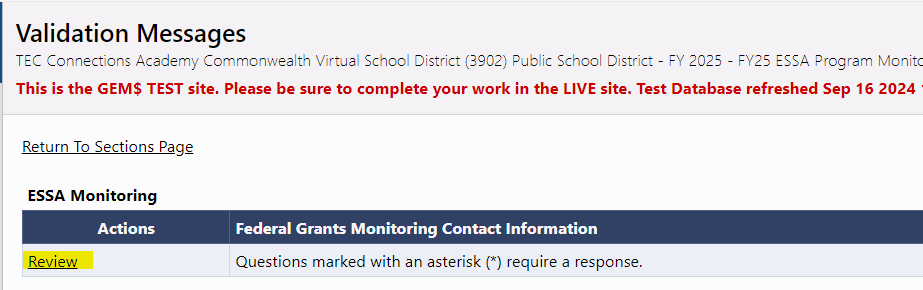 Validation Messages
TEC Connections Academy Commonwealth Virtual School District (3902) Public School District - FY 2025 - FY25 ESSA Program
This is the GEM$ TEST site. Please be sure to complete your work in the LIVE site. Test Database refreshed Sep 16 2024
Return To Sections Page
ESSA Monitoring
Actions Federal Grants Monitoring Contact Information
Review Questions marked with an asterisk (*) require a response.